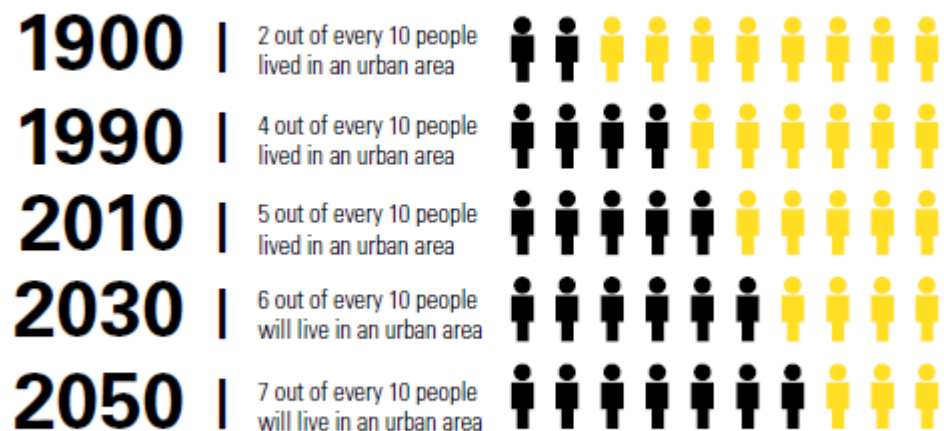 1900
2 out of every 10 people
lived in an urban area
1990
4 out of every 10 people
lived in an urban area
2010
5 out of every 10 people
lived in an urban area
2030
6 out of every 10 people
will live in an urban area
2050
7 out of every 10 people
will live in an urban area